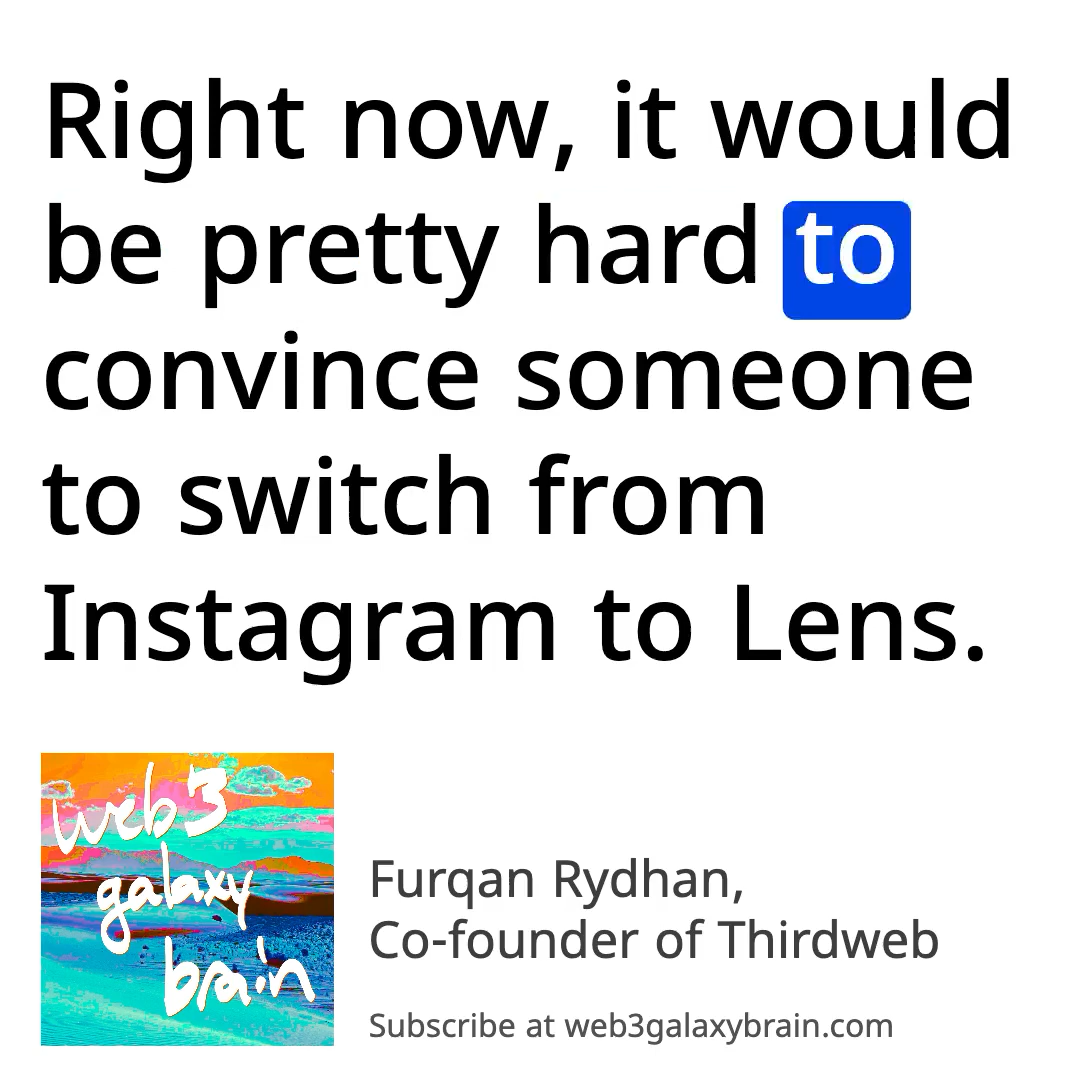 Right now, it would
be pretty hard to
convince someone
to switch from
Instagram to Lens.
web3
galaxy
brain
Furqan Rydhan,
Co-founder of Thirdweb
Subscribe at web3galaxybrain.com